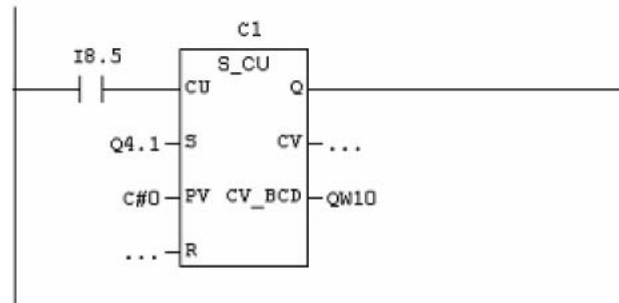 C1
I8.5
S_CU
CU Q
Q4.1 S CV ...
C#0 PV CV_BCD QW10
... R